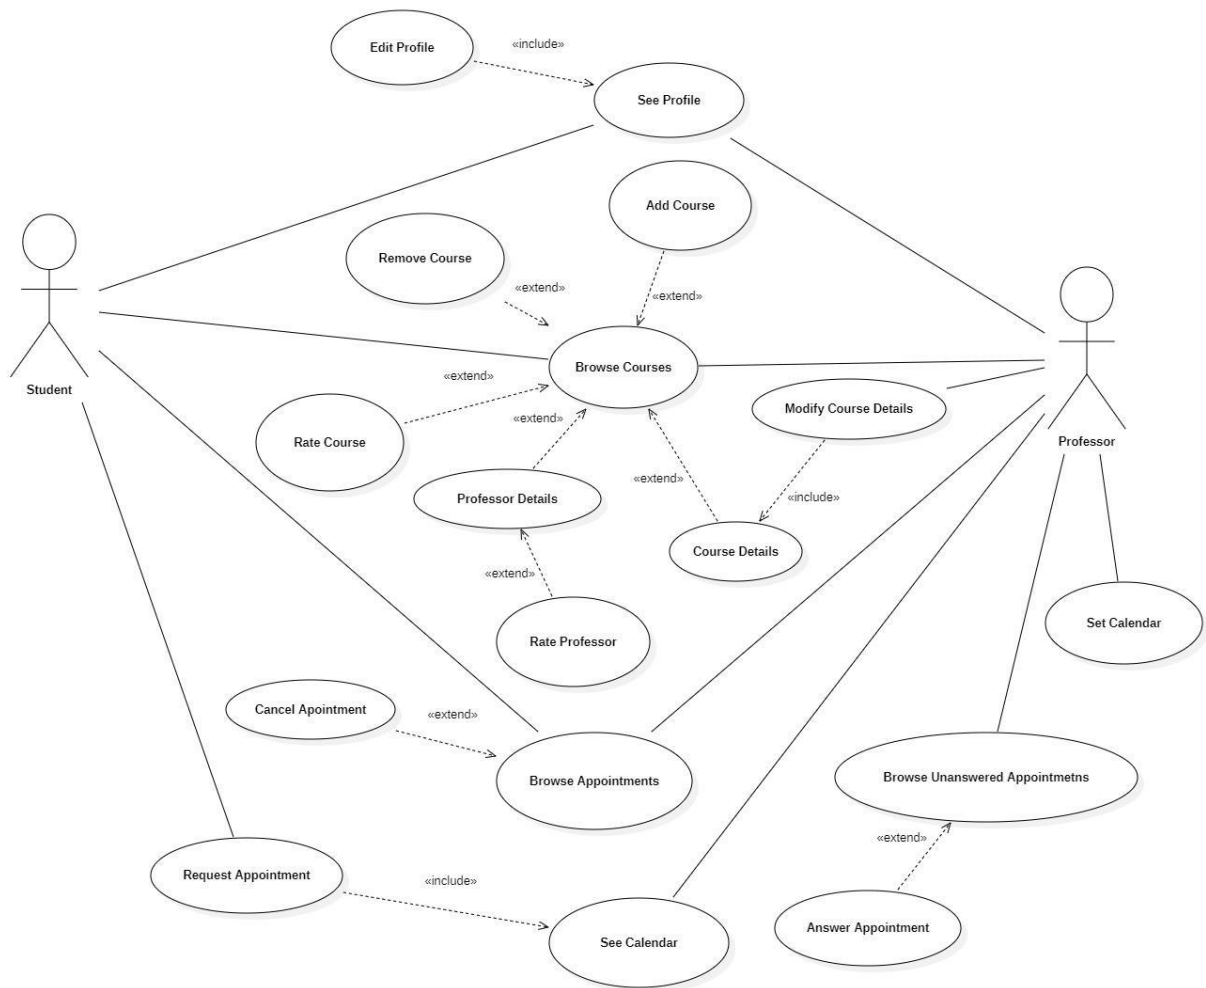 Edit Profile
«include»
See Profile
Add Course
Remove Course
«extend»
«extend»
Browse Courses
Student
«extend»
Modify Course Details
«extend»
Rate Course
Professor
«extend»
Professor Details
«include»
Course Details
«extend»
Rate Professor
Set Calendar
Cancel Apointment
«extend»
Browse Appointments
Browse Unanswered Appointmetns
«extend»
Request Appointment
«include»
Answer Appointment
See Calendar